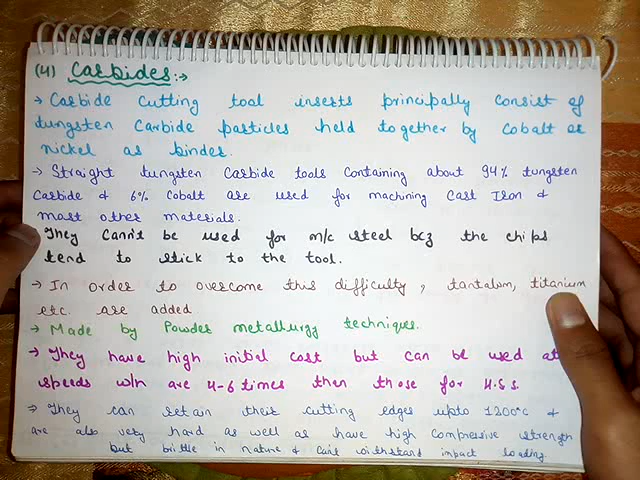 (4) Carbides:→
→ Carbide cutting tool inserts principally consist of
tungsten carbide particles held together by cobalt or
nickel as binder.
→ Straight tungsten carbide tools containing about 94% tungsten
carbide & 6% cobalt are used for machining cast Iron &
most other materials.
They cann't be used for m/c steel bcz the chips
tend to stick to the tool.
→ In order to overcome this difficulty, tantalum, titanium
etc. are added
→ Made by Powder metallurgy techniques.
→ They have high initial cost but can be used at
speeds w/h are 4-6 times then those for H.S.S.
→ They can retain their cutting edges upto 1200°C &
are also very hard as well as have high compressive strength
but brittle in nature & can't withstand impact loading.